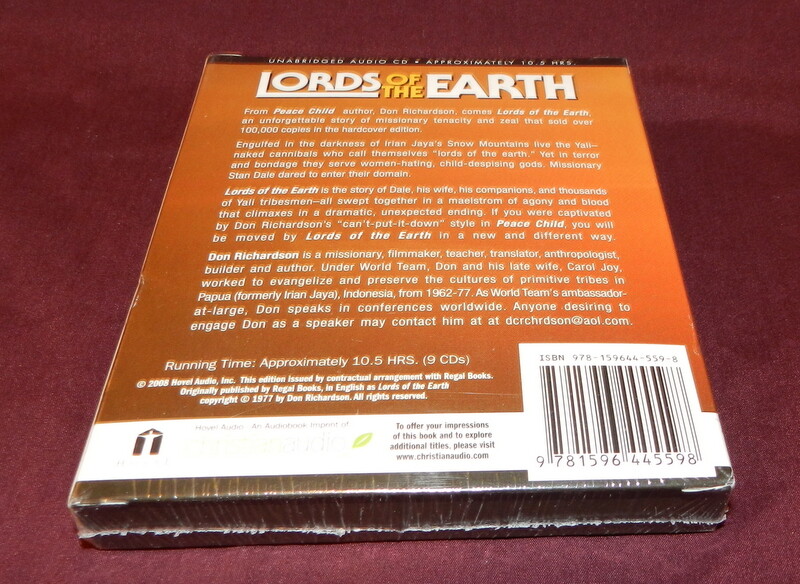 UNABRIDGED AUDIO CD • APPROXIMATELY 10.5 HRS.
LORDS OF THE EARTH
From Peace Child author, Don Richardson, comes Lords of the Earth,
an unforgettable story of missionary tenacity and zeal that sold over
100,000 copies in the hardcover edition.
Engulfed in the darkness of Irian Jaya's Snow Mountains live the Yali—
naked cannibals who call themselves "lords of the earth." Yet in terror
and bondage they serve women-hating, child-despising gods. Missionary
Stan Dale dared to enter their domain.
Lords of the Earth is the story of Dale, his wife, his companions, and thousands
of Yali tribesmen—all swept together in a maelstrom of agony and blood
that climaxes in a dramatic, unexpected ending. If you were captivated
by Don Richardson's "can't-put-it-down" style in Peace Child, you will
be moved by Lords of the Earth in a new and different way.
Don Richardson is a missionary, filmmaker, teacher, translator, anthropologist,
builder and author. Under World Team, Don and his late wife, Carol Joy,
worked to evangelize and preserve the cultures of primitive tribes in
Papua (formerly Irian Jaya), Indonesia, from 1962-77. As World Team's ambassador-
at-large, Don speaks in conferences worldwide. Anyone desiring to
engage Don as a speaker may contact him at at dcrchrdson@aol.com.
Running Time: Approximately 10.5 HRS. (9 CDs)
© 2008 Hovel Audio, Inc. This edition issued by contractual arrangement with Regal Books.
Originally published by Regal Books, in English as Lords of the Earth
copyright © 1977 by Don Richardson. All rights reserved.
Hovel Audio - An Audiobook Imprint of
audio
To offer your impressions
of this book and to explore
additional titles, please visit
www.christianaudio.com
ISBN 978-159644-559-8
9 781596 445598